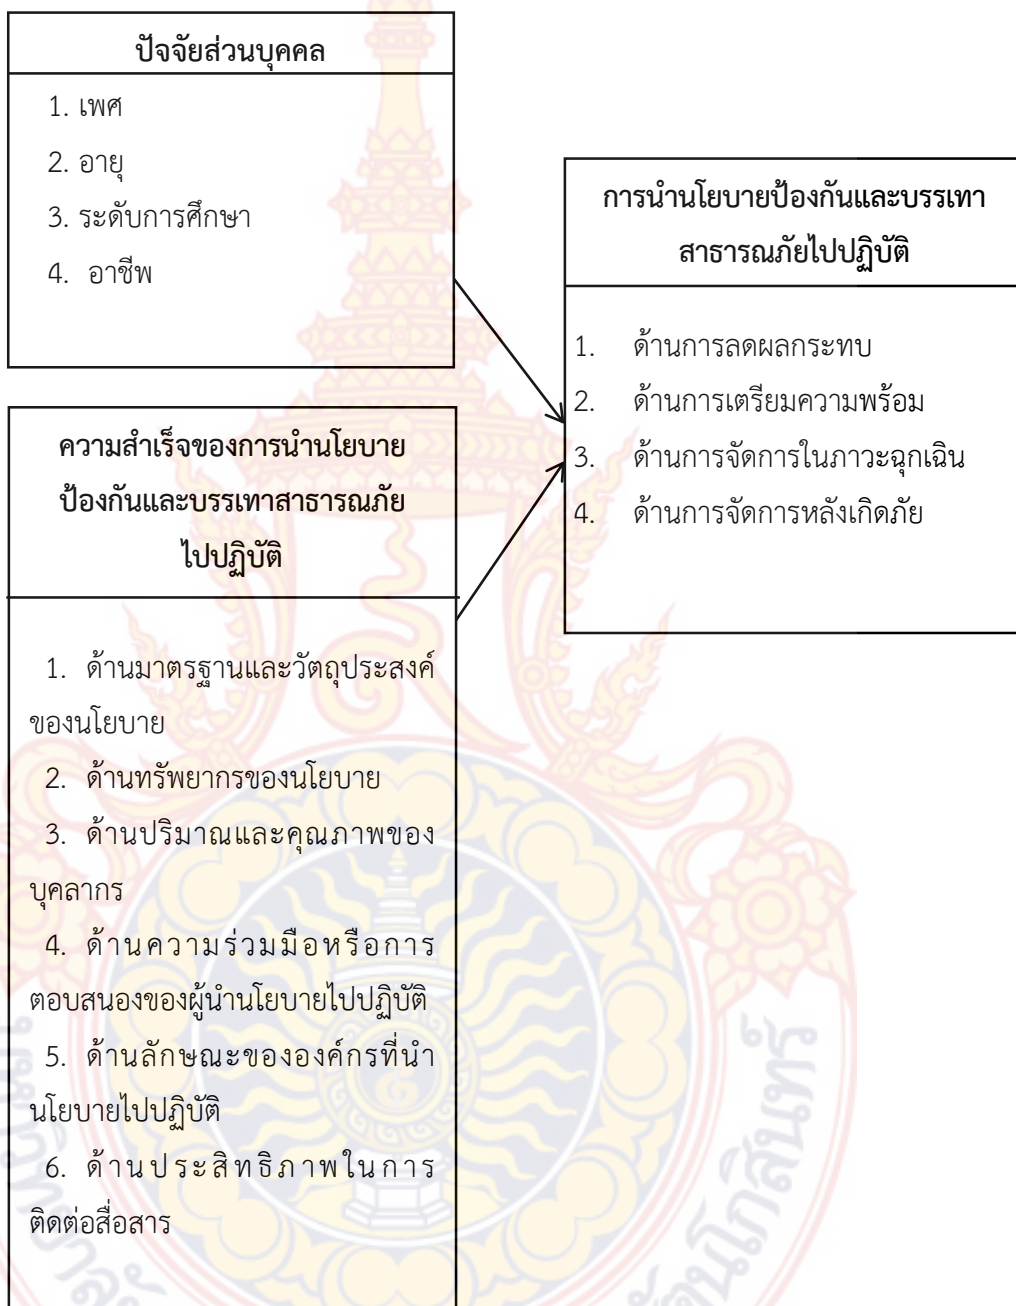 ปัจจัยส่วนบุคคล
1. เพศ
2. อายุ
3. ระดับการศึกษา
4. อาชีพ
การนำนโยบายป้องกันและบรรเทา
สาธารณภัยไปปฏิบัติ
1. ด้านการลดผลกระทบ
2. ด้านการเตรียมความพร้อม
3. ด้านการจัดการในภาวะฉุกเฉิน
4. ด้านการจัดการหลังเกิดภัย
ความสำเร็จของการนำนโยบาย
ป้องกันและบรรเทาสาธารณภัย
ไปปฏิบัติ
1. ด้านมาตรฐานและวัตถุประสงค์
ของนโยบาย
2. ด้านทรัพยากรของนโยบาย
3. ด้านปริมาณและคุณภาพของ
บุคลากร
4. ด้านความร่วมมือหรือการ
ตอบสนองของผู้นำนโยบายไปปฏิบัติ
5. ด้านลักษณะขององค์กรที่นำ
นโยบายไปปฏิบัติ
6. ด้านประสิทธิภาพในการ
ติดต่อสื่อสาร